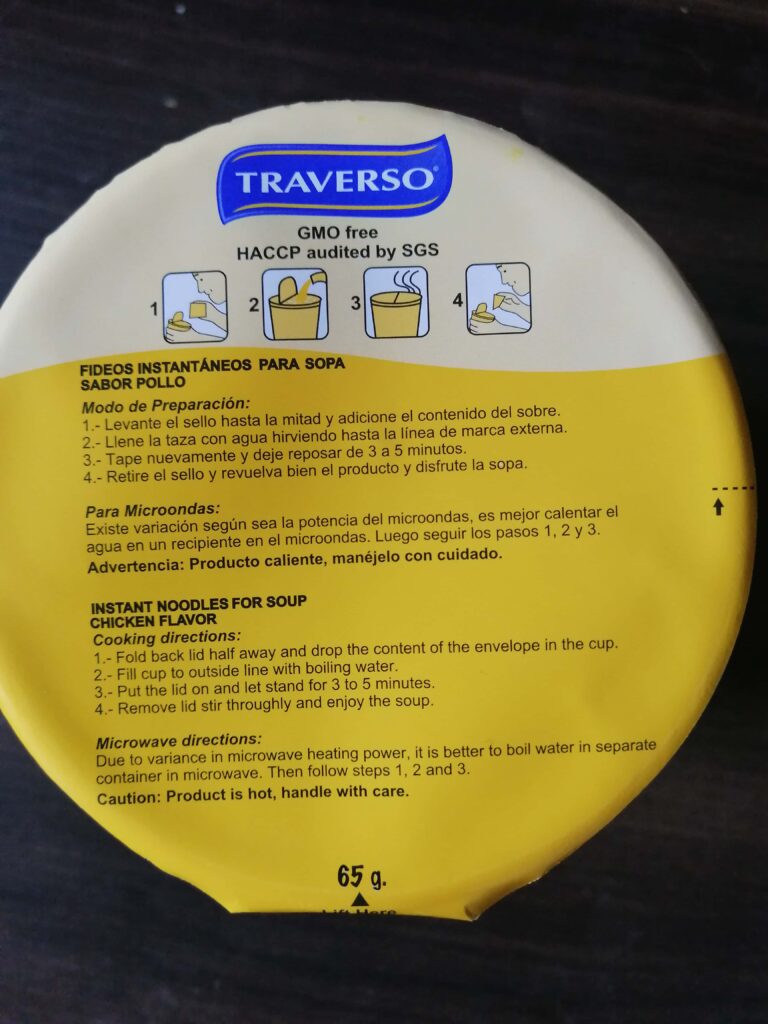 TRAVERSO®
GMO free
HACCP audited by SGS
1 2 3 4
FIDEOS INSTANTÁNEOS PARA SOPA
SABOR POLLO
Modo de Preparación:
1.- Levante el sello hasta la mitad y adicione el contenido del sobre.
2.- Llene la taza con agua hirviendo hasta la línea de marca externa.
3.- Tape nuevamente y deje reposar de 3 a 5 minutos.
4.- Retire el sello y revuelva bien el producto y disfrute la sopa.
Para Microondas:
Existe variación según sea la potencia del microondas, es mejor calentar el
agua en un recipiente en el microondas. Luego seguir los pasos 1, 2 y 3.
Advertencia: Producto caliente, manéjelo con cuidado.
INSTANT NOODLES FOR SOUP
CHICKEN FLAVOR
Cooking directions:
1.- Fold back lid half away and drop the content of the envelope in the cup.
2.- Fill cup to outside line with boiling water.
3.- Put the lid on and let stand for 3 to 5 minutes.
4.- Remove lid stir throughly and enjoy the soup.
Microwave directions:
Due to variance in microwave heating power, it is better to boil water in separate
container in microwave. Then follow steps 1, 2 and 3.
Caution: Product is hot, handle with care.
65 g.
Lift Here